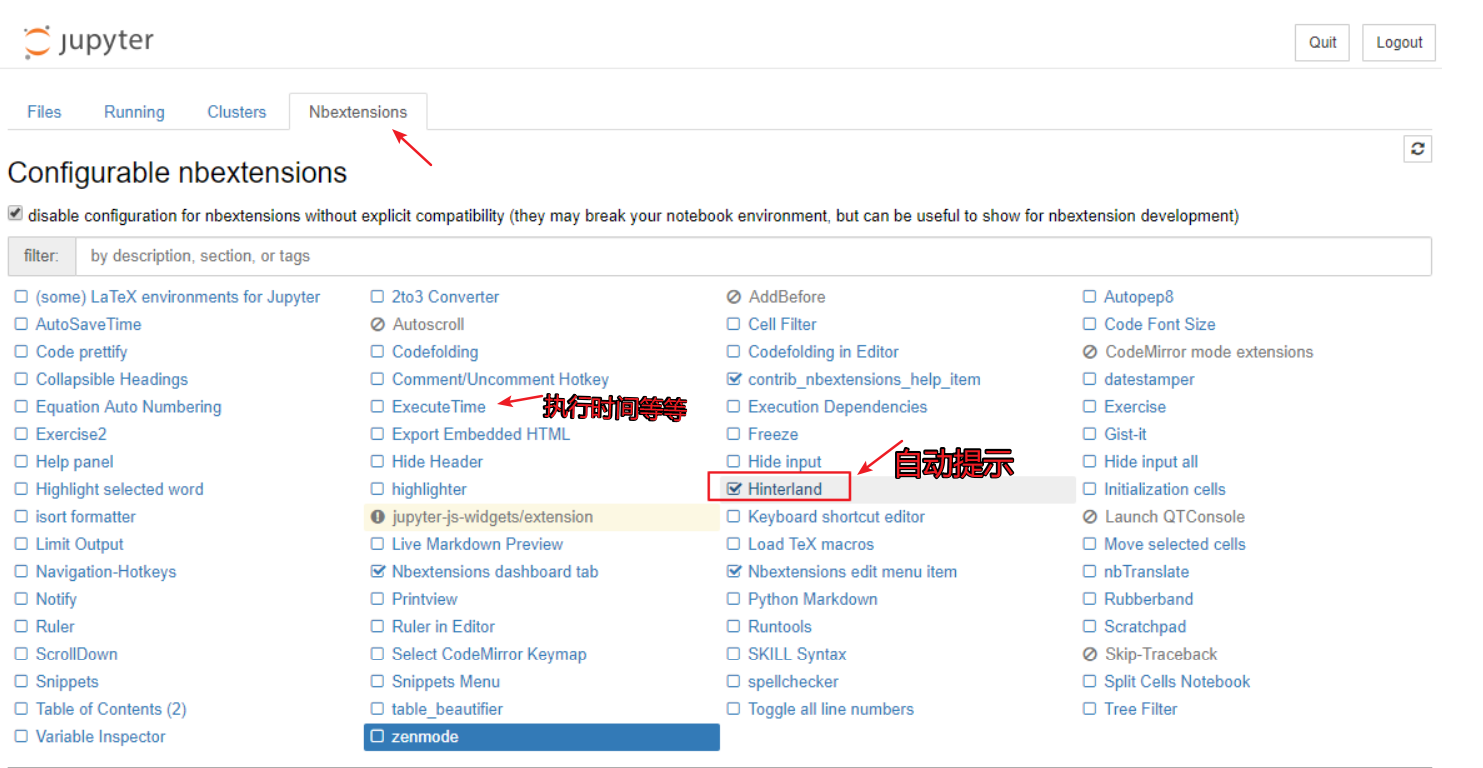 jupyter
Quit
Logout
Files
Running
Clusters
Nbextensions
Configurable nbextensions
disable configuration for nbextensions without explicit compatibility (they may break your notebook environment, but can be useful to show for nbextension development)
filter:
by description, section, or tags
(some) LaTeX environments for Jupyter
2to3 Converter
AddBefore
Autopep8
AutoSaveTime
Autoscroll
Cell Filter
Code Font Size
Code prettify
Codefolding
Codefolding in Editor
CodeMirror mode extensions
Collapsible Headings
Comment/Uncomment Hotkey
contrib_nbextensions_help_item
datestamper
Equation Auto Numbering
ExecuteTime
执行时间等等
Execution Dependencies
Exercise
Exercise2
Export Embedded HTML
Freeze
Gist-it
Help panel
Hide Header
Hide input
自动提示
Hide input all
Highlight selected word
highlighter
Hinterland
Initialization cells
isort formatter
jupyter-js-widgets/extension
Keyboard shortcut editor
Launch QTConsole
Limit Output
Live Markdown Preview
Load TeX macros
Move selected cells
Navigation-Hotkeys
Nbextensions dashboard tab
Nbextensions edit menu item
nbTranslate
Notify
Printview
Python Markdown
Rubberband
Ruler
Ruler in Editor
Runtools
Scratchpad
ScrollDown
Select CodeMirror Keymap
SKILL Syntax
Skip-Traceback
Snippets
Snippets Menu
spellchecker
Split Cells Notebook
Table of Contents (2)
table_beautifier
Toggle all line numbers
Tree Filter
Variable Inspector
zenmode